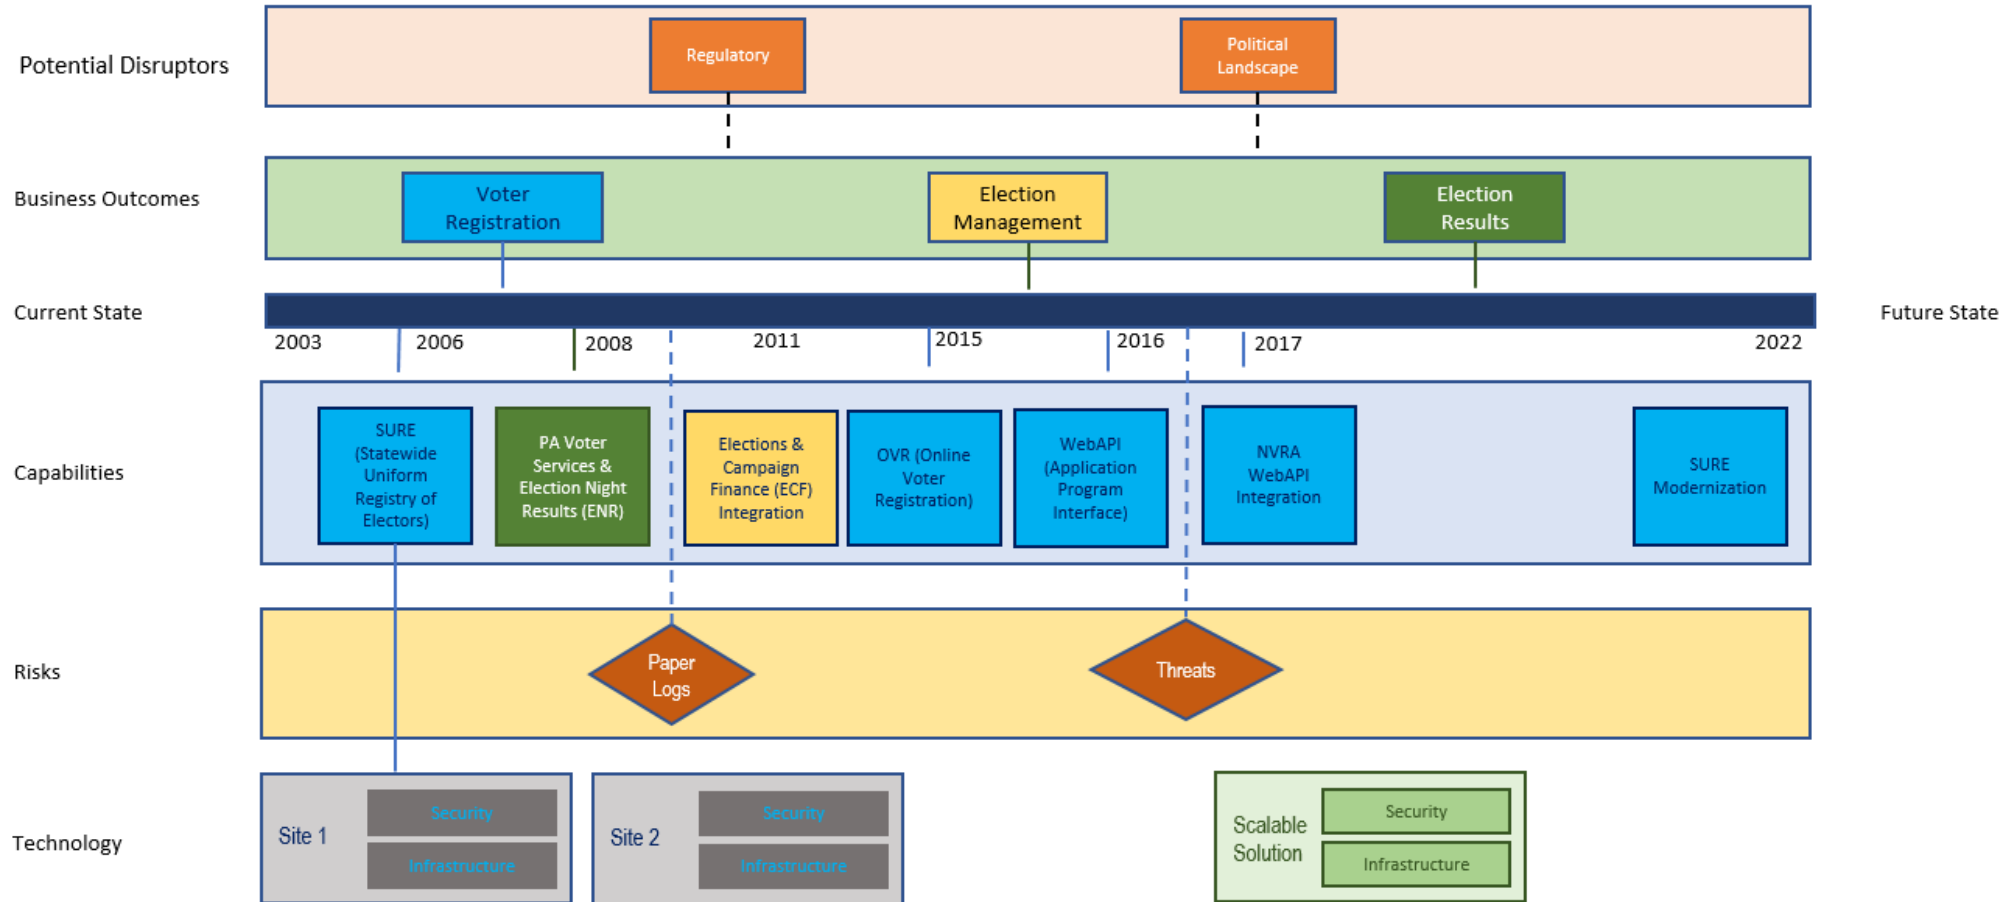 Potential Disruptors
Regulatory
Political
Landscape
Business Outcomes
Voter
Registration
Election
Management
Election
Results
Current State
Future State
2003
2006
2008
2011
2015
2016
2017
2022
Capabilities
SURE
(Statewide
Uniform
Registry of
Electors)
PA Voter
Services &
Election Night
Results (ENR)
Elections &
Campaign
Finance (ECF)
Integration
OVR (Online
Voter
Registration)
WebAPI
(Application
Program
Interface)
NVRA
WebAPI
Integration
SURE
Modernization
Risks
Paper
Logs
Threats
Technology
Site 1
Security
Infrastructure
Site 2
Security
Infrastructure
Scalable
Solution
Security
Infrastructure